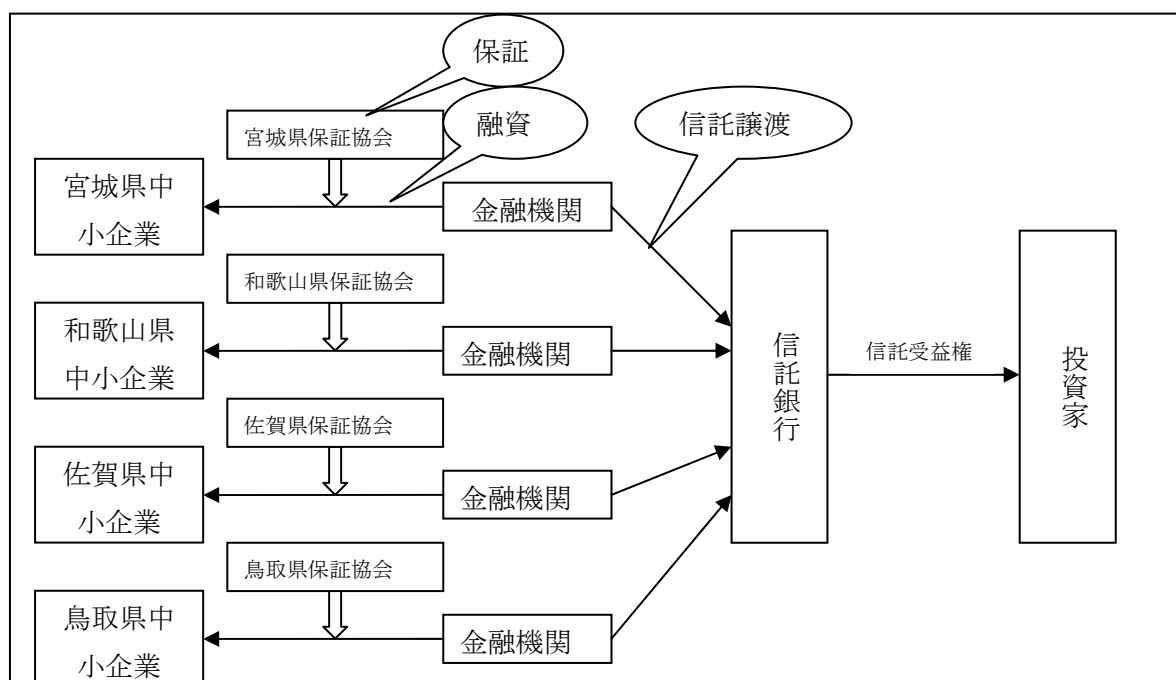 保証
宮城県保証協会
融資
信託譲渡
宮城県中
小企業
金融機関
和歌山県保証協会
和歌山県
中小企業
金融機関
信託銀行
信託受益権
投資家
佐賀県保証協会
佐賀県中
小企業
金融機関
鳥取県保証協会
鳥取県中
小企業
金融機関